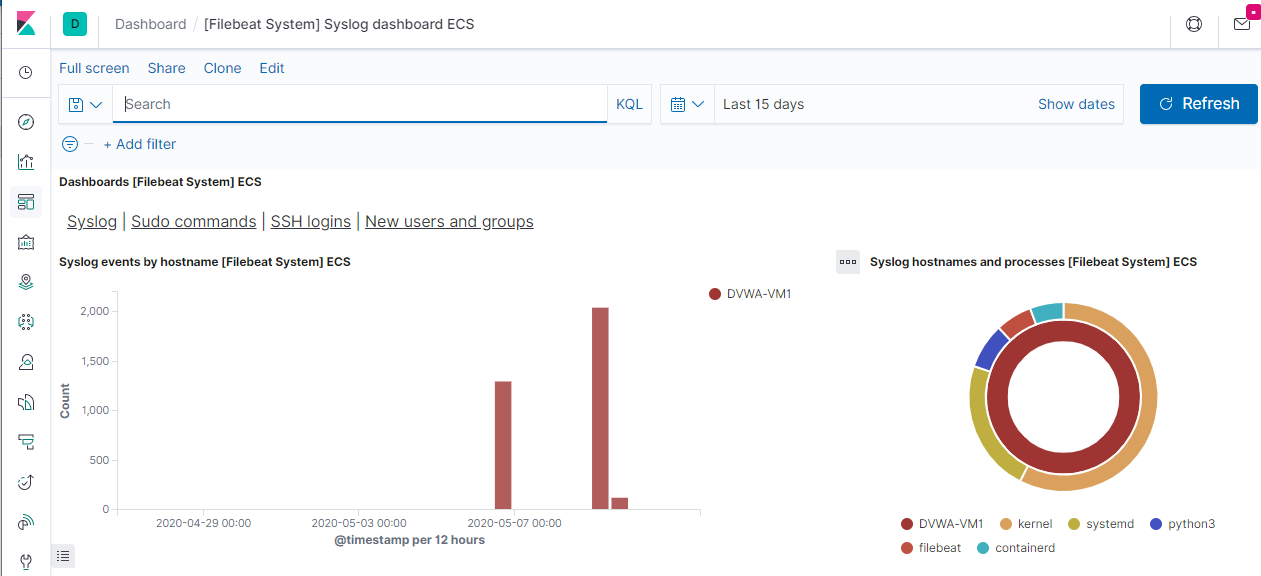 D Dashboard / [Filebeat System] Syslog dashboard ECS
Full screen Share Clone Edit
Search KQL Last 15 days Show dates Refresh
+ Add filter
Dashboards [Filebeat System] ECS
Syslog | Sudo commands | SSH logins | New users and groups
Syslog events by hostname [Filebeat System] ECS
2,000
1,500
1,000
500
0
Count
2020-04-29 00:00 2020-05-03 00:00 2020-05-07 00:00
@timestamp per 12 hours
DVWA-VM1
Syslog hostnames and processes [Filebeat System] ECS
DVWA-VM1 kernel systemd python3
filebeat containerd